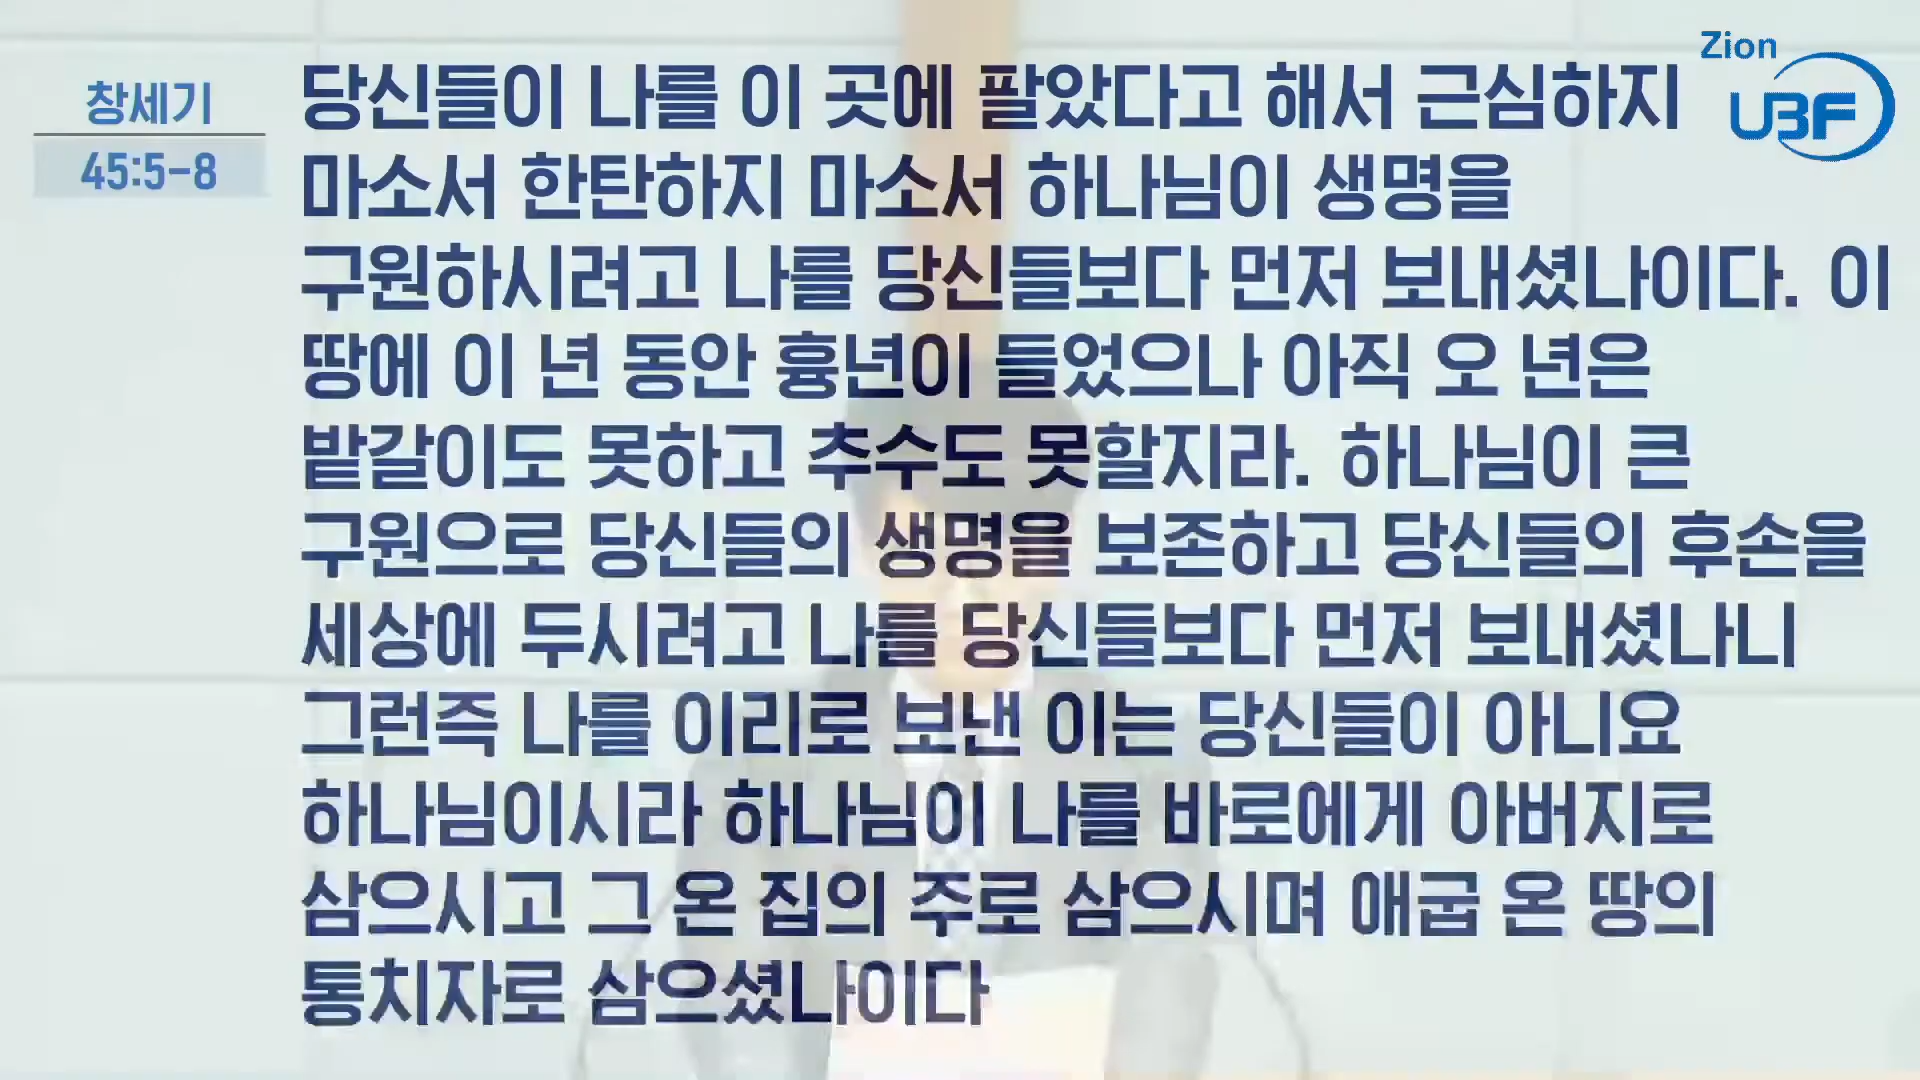 창세기
45:5-8
당신들이 나를 이 곳에 팔았다고 해서 근심하지
마소서 한탄하지 마소서 하나님이 생명을
구원하시려고 나를 당신들보다 먼저 보내셨나이다. 이
땅에 이 년 동안 흉년이 들었으나 아직 오 년은
밭갈이도 못하고 추수도 못할지라. 하나님이 큰
구원으로 당신들의 생명을 보존하고 당신들의 후손을
세상에 두시려고 나를 당신들보다 먼저 보내셨나니
그런즉 나를 이리로 보낸 이는 당신들이 아니요
하나님이시라 하나님이 나를 바로에게 아버지로
삼으시고 그 온 집의 주로 삼으시며 애굽 온 땅의
통치자로 삼으셨나이다
Zion
UBF